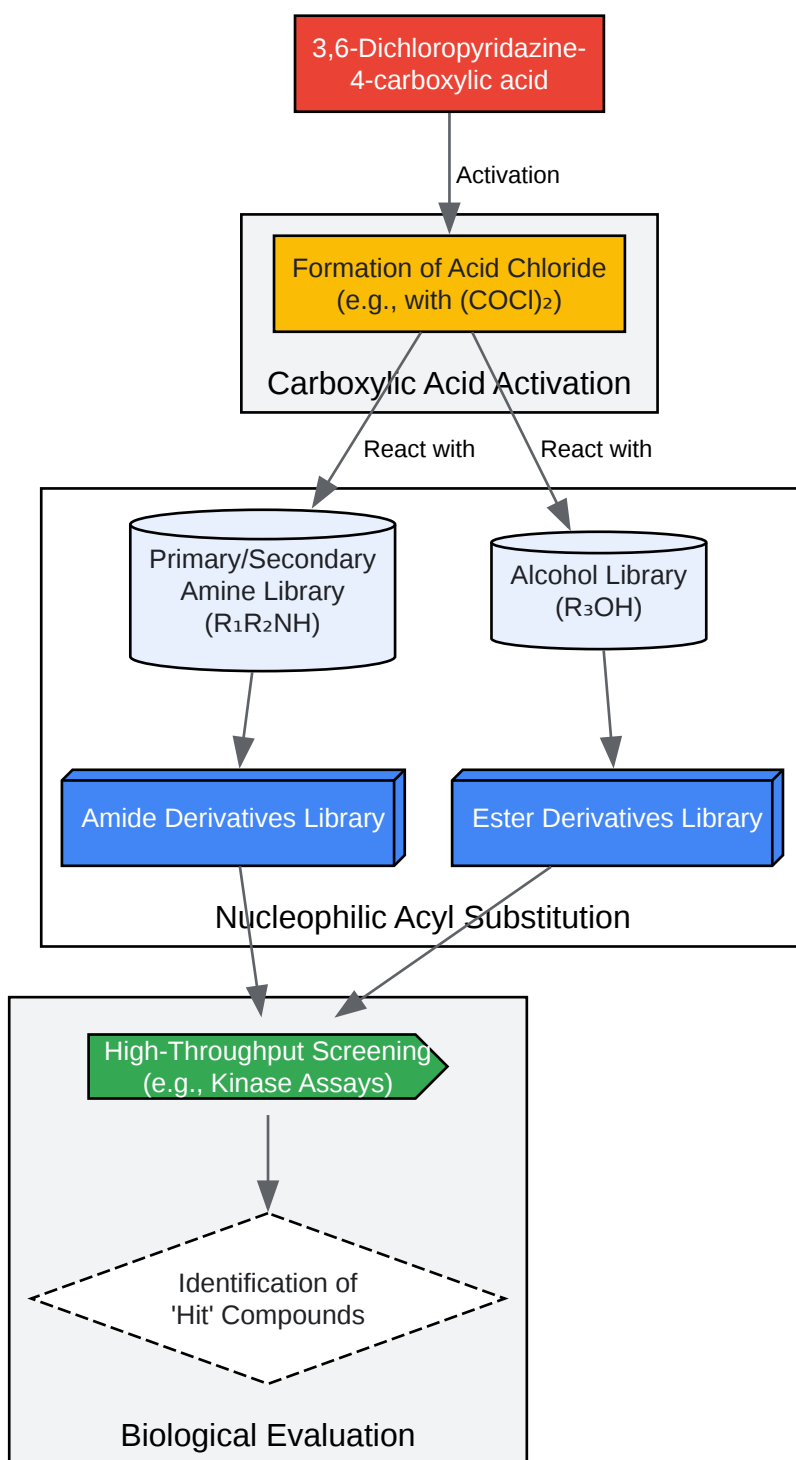 3,6-Dichloropyridazine-
4-carboxylic acid
Activation
Formation of Acid Chloride
(e.g., with (COCl)₂)
Carboxylic Acid Activation
React with
React with
Primary/Secondary
Amine Library
(R₁R₂NH)
Alcohol Library
(R₃OH)
Amide Derivatives Library
Ester Derivatives Library
Nucleophilic Acyl Substitution
High-Throughput Screening
(e.g., Kinase Assays)
Identification of
'Hit' Compounds
Biological Evaluation